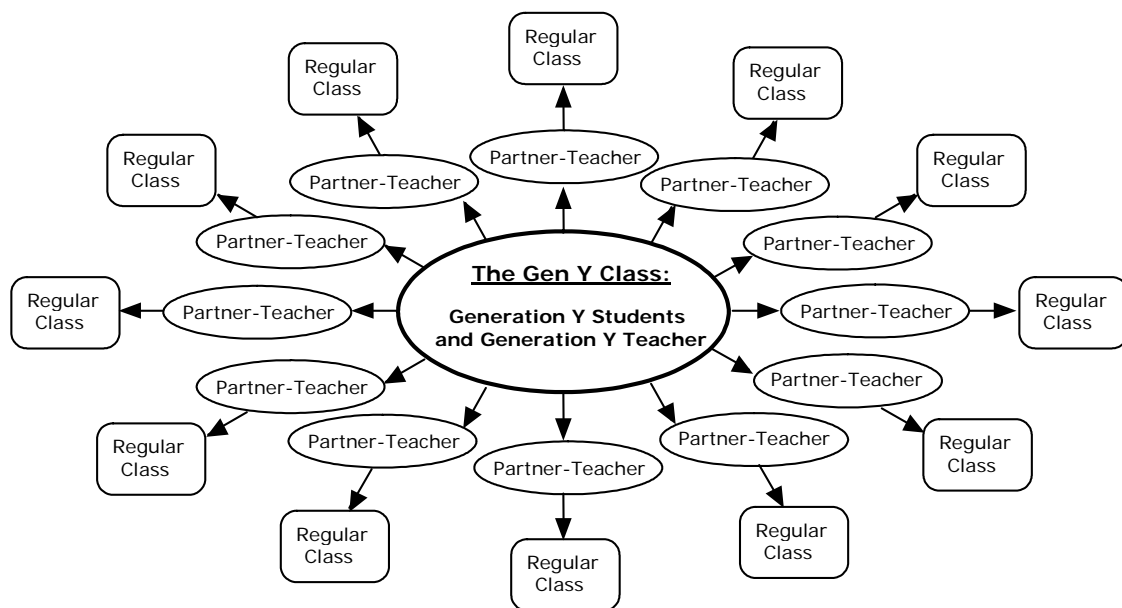 Regular
Class
Regular
Class
Regular
Class
Regular
Class
Regular
Class
Partner-Teacher
Partner-Teacher
Partner-Teacher
Partner-Teacher
Partner-Teacher
The Gen Y Class:
Generation Y Students
and Generation Y Teacher
Regular
Class
Partner-Teacher
Partner-Teacher
Regular
Class
Partner-Teacher
Partner-Teacher
Partner-Teacher
Partner-Teacher
Partner-Teacher
Regular
Class
Regular
Class
Regular
Class
Regular
Class
Regular
Class